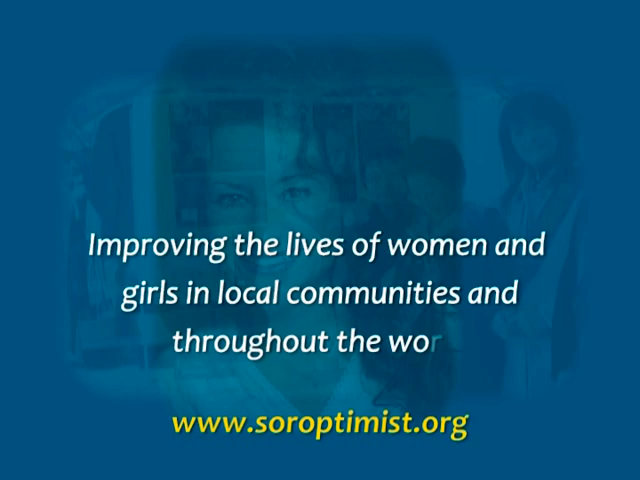 Improving the lives of women and
girls in local communities and
throughout the wor
www.soroptimist.org